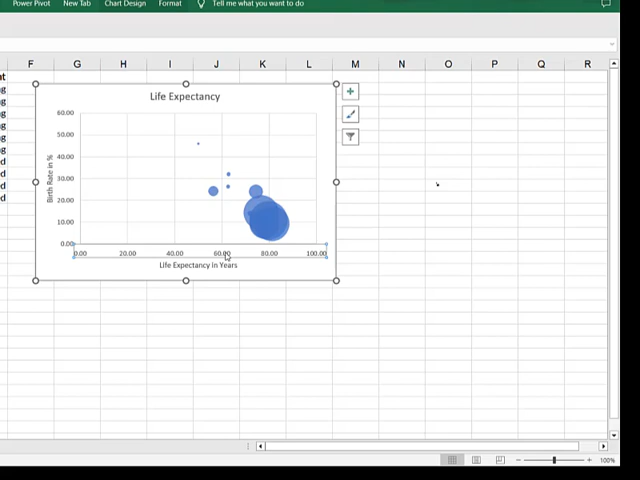 Power Pivot New Tab Chart Design Format Tell me what you want to do
F G H I J K L M N O P Q R
Life Expectancy
60.00
50.00
40.00
30.00
20.00
10.00
0.00
0.00 20.00 40.00 60.00 80.00 100.00
Birth Rate in %
Life Expectancy in Years
100%